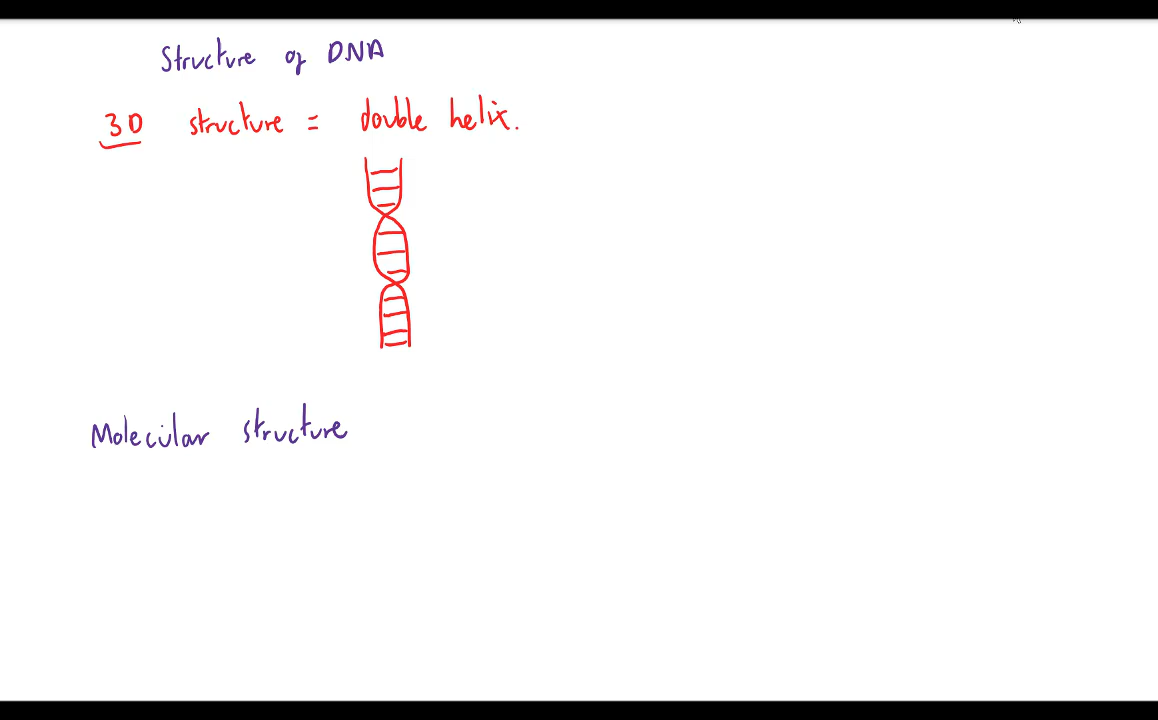 Structure of DNA
3D structure = double helix.
Molecular structure